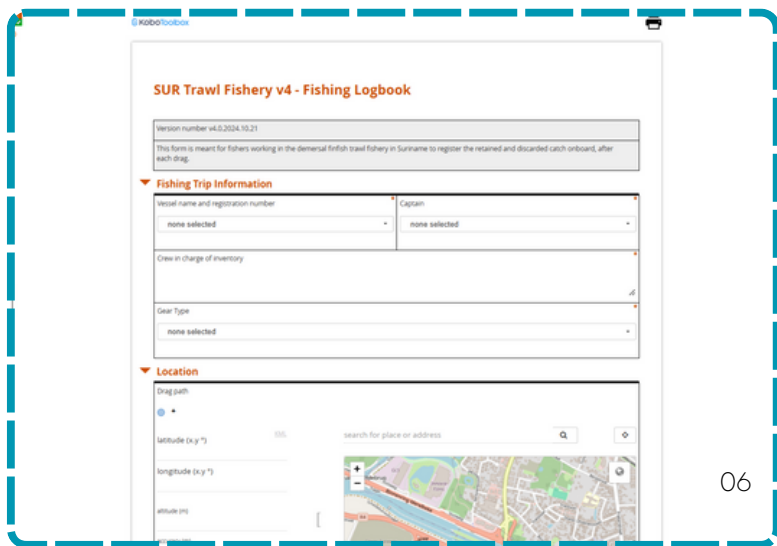 KoboToolbox
SUR Trawl Fishery v4 - Fishing Logbook
Version number v4.0.2024.10.21
This form is meant for fishers working in the demersal finfish trawl fishery in Suriname to register the retained and discarded catch onboard, after
each drag.
Fishing Trip Information
Vessel name and registration number
Captain
none selected
none selected
Crew in charge of inventory
Gear Type
none selected
Location
Drag path
latitude (x.y °)
search for place or address
longitude (x.y °)
altitude (m)
06